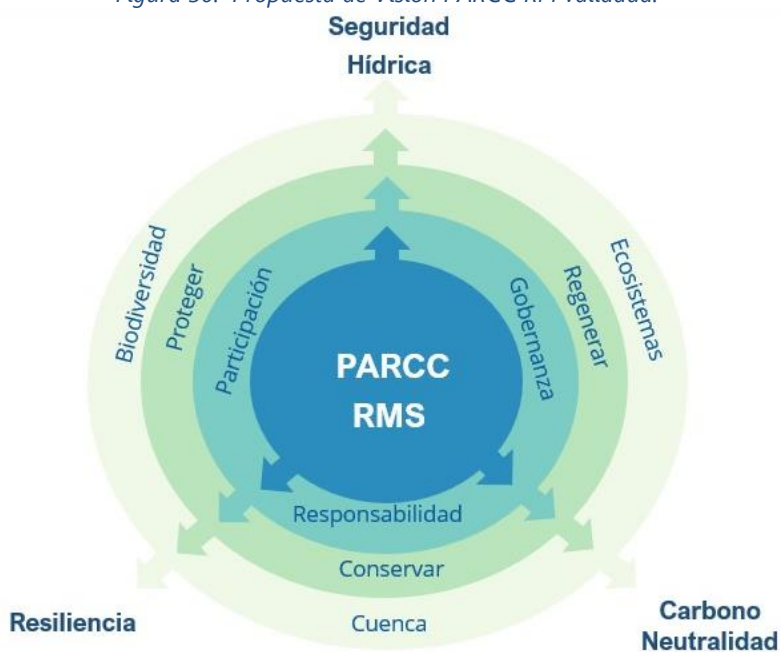 Seguridad
Hídrica
Biodiversidad
Proteger
Participación
Gobernanza
Regenerar
Ecosistemas
PARCC
RMS
Responsabilidad
Conservar
Cuenca
Resiliencia
Carbono
Neutralidad